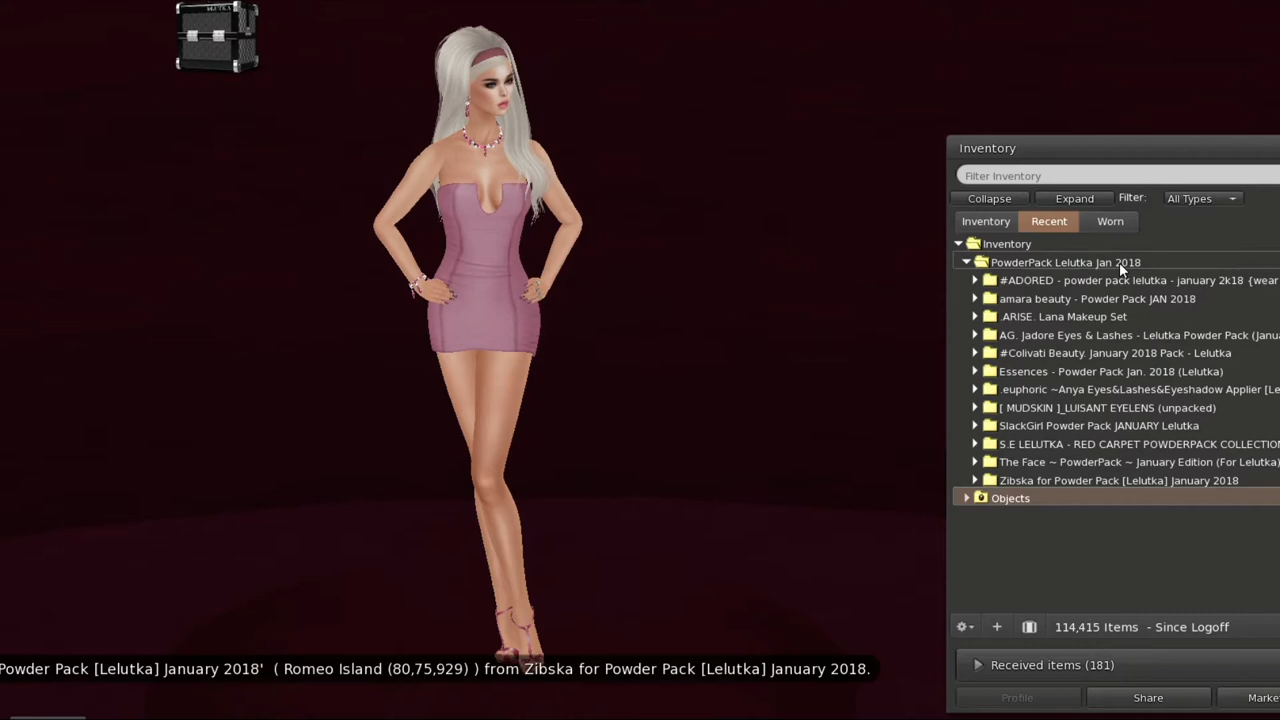 LELUTKA
Inventory
Filter Inventory
Collapse Expand Filter: All Types
Inventory Recent Worn
Inventory
PowderPack Lelutka Jan 2018
#ADORED - powder pack lelutka - january 2k18 {wear
amara beauty - Powder Pack JAN 2018
.ARISE. Lana Makeup Set
AG. Jadore Eyes & Lashes - Lelutka Powder Pack (Janu
#Colivati Beauty. January 2018 Pack - Lelutka
Essences - Powder Pack Jan. 2018 (Lelutka)
.euphoric ~Anya Eyes&Lashes&Eyeshadow Applier [Le
[ MUDSKIN ]_LUISANT EYELENS (unpacked)
SlackGirl Powder Pack JANUARY Lelutka
S.E LELUTKA - RED CARPET POWDERPACK COLLECTION
The Face ~ PowderPack ~ January Edition (For Lelutka)
Zibska for Powder Pack [Lelutka] January 2018
Objects
114,415 Items - Since Logoff
Received items (181)
Profile Share Marke
Powder Pack [Lelutka] January 2018' ( Romeo Island (80,75,929) ) from Zibska for Powder Pack [Lelutka] January 2018.